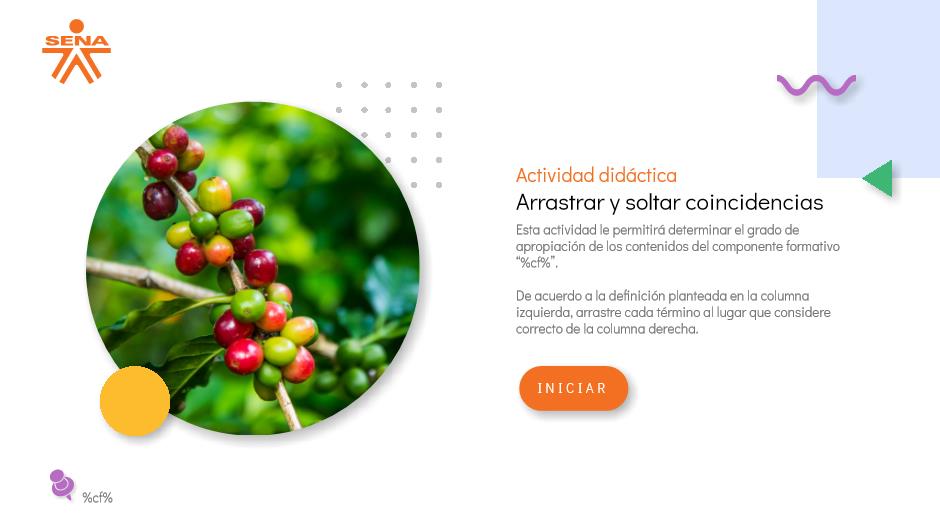 SENA
Actividad didáctica
Arrastrar y soltar coincidencias
Esta actividad le permitirá determinar el grado de
apropiación de los contenidos del componente formativo
“%cf%”.
De acuerdo a la definición planteada en la columna
izquierda, arrastre cada término al lugar que considere
correcto de la columna derecha.
INICIAR
%cf%